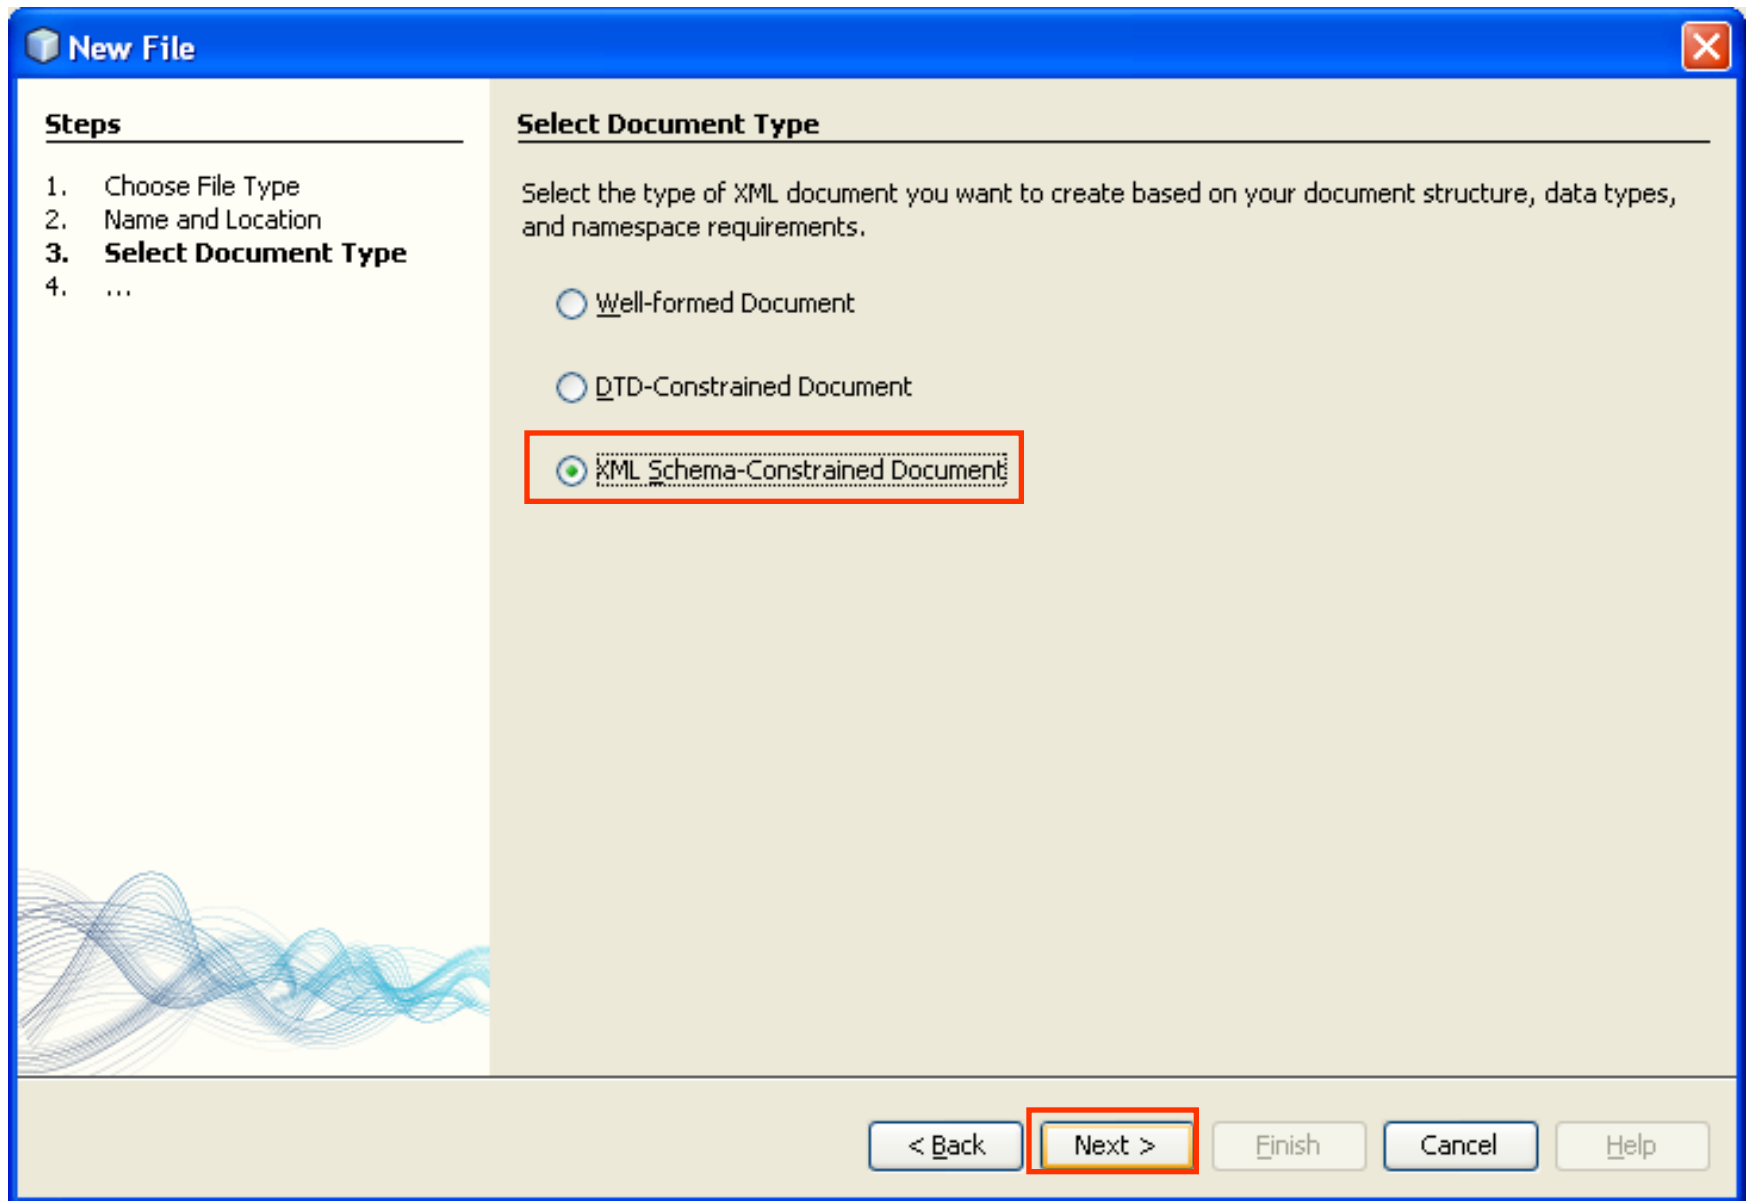 New File
Steps
1. Choose File Type
2. Name and Location
3. Select Document Type
4. ...
Select Document Type
Select the type of XML document you want to create based on your document structure, data types,
and namespace requirements.
Well-formed Document
DTD-Constrained Document
XML Schema-Constrained Document
< Back
Next >
Finish
Cancel
Help